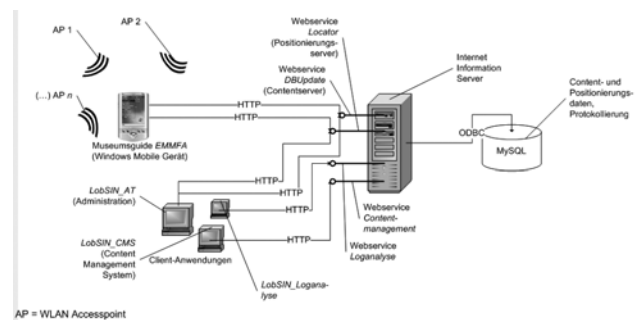 AP 1
AP 2
(...) AP n
Museumsguide EMMFA
(Windows Mobile Gerät)
Webservice
Locator
(Positionierungs-
server)
Webservice
DBUpdate
(Contentserver)
Internet
Information
Server
Content- und
Positionierungs-
daten,
Protokollierung
HTTP
HTTP
ODBC
MySQL
HTTP
HTTP
HTTP
HTTP
LobSIN_AT
(Administration)
LobSIN_CMS
(Content
Management
System)
Client-Anwendungen
LobSIN_Logana-
lyse
Webservice
Content-
management
Webservice
Loganalyse
AP = WLAN Accesspoint